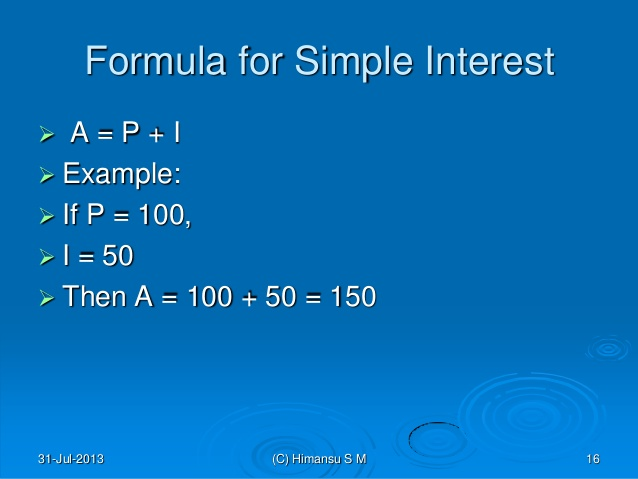 Formula for Simple Interest
A = P + I
Example:
If P = 100,
I = 50
Then A = 100 + 50 = 150
31-Jul-2013
(C) Himansu S M
16